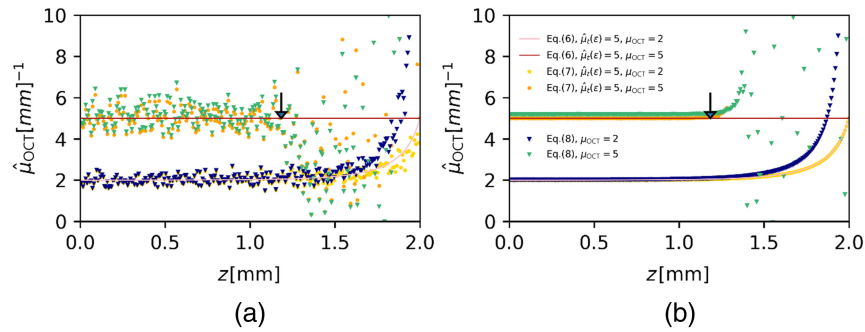 10
8
6
4
2
0
μ̂OCT[mm]⁻¹
0.0 0.5 1.0 1.5 2.0
z[mm]
(a)
10
8
6
4
2
0
μ̂OCT[mm]⁻¹
Eq.(6), μ̂t(ε) = 5, μOCT = 2
Eq.(6), μ̂t(ε) = 5, μOCT = 5
Eq.(7), μ̂t(ε) = 5, μOCT = 2
Eq.(7), μ̂t(ε) = 5, μOCT = 5
Eq.(8), μOCT = 2
Eq.(8), μOCT = 5
0.0 0.5 1.0 1.5 2.0
z[mm]
(b)